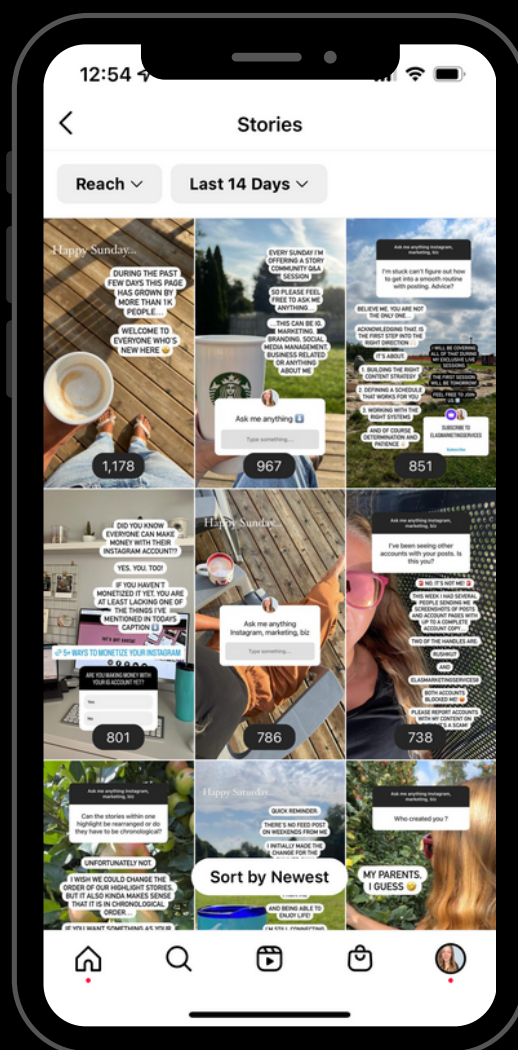 12:54
Stories
Reach
Last 14 Days
Happy Sunday...
DURING THE PAST
FEW DAYS THIS PAGE
HAS GROWN BY
MORE THAN 1K
PEOPLE...
WELCOME TO
EVERYONE WHO'S
NEW HERE
1,178
EVERY SUNDAY I'M
OFFERING A STORY
COMMUNITY Q&A
SESSION
SO PLEASE FEEL
FREE TO ASK ME
ANYTHING...
...THIS CAN BE IG,
MARKETING,
BRANDING, SOCIAL
MEDIA MANAGEMENT,
BUSINESS RELATED
OR ANYTHING
ABOUT ME
Ask me anything
Type something...
967
Ask me anything Instagram,
marketing, biz
I'm stuck can't figure out how
to get into a smooth routine
with posting. Advice?
BELIEVE ME, YOU ARE NOT
THE ONLY ONE...
ACKNOWLEDGING THAT, IS
THE FIRST STEP INTO THE
RIGHT DIRECTION...
IT'S ABOUT
1. BUILDING THE RIGHT
CONTENT STRATEGY
2. DEFINING A SCHEDULE
THAT WORKS FOR YOU
3. WORKING WITH THE
RIGHT SYSTEMS
AND OF COURSE
DETERMINATION AND
PATIENCE
I WILL BE COVERING
ALL OF THAT DURING
MY EXCLUSIVE LIVE
SESSIONS
THE FIRST SESSION
WILL BE TOMORROW
FEEL FREE TO JOIN
US
SUBSCRIBE TO
ELASMARKETINGSERVICES
Subscribe
851
DID YOU KNOW
EVERYONE CAN MAKE
MONEY WITH THEIR
INSTAGRAM ACCOUNT!?
YES, YOU, TOO!
IF YOU HAVEN'T
MONETIZED IT YET, YOU ARE
AT LEAST LACKING ONE OF
THE THINGS I'VE
MENTIONED IN TODAYS
CAPTION
let's get social
5+ WAYS TO MONETIZE YOUR INSTAGRAM
ARE YOU MAKING MONEY WITH
YOUR IG ACCOUNT YET?
Yes
No
801
Happy Sunday...
Ask me anything
Instagram, marketing, biz
Type something...
786
Ask me anything Instagram,
marketing, biz
I've been seeing other
accounts with your posts. Is
this you?
NO, IT'S NOT ME!
THIS WEEK I HAD SEVERAL
PEOPLE SENDING ME
SCREENSHOTS OF POSTS
AND ACCOUNT PAGES WITH
UP TO A COMPLETE
ACCOUNT COPY...
TWO OF THE HANDLES ARE:
AND
BOTH ACCOUNTS
BLOCKED ME!
PLEASE REPORT ACCOUNTS
WITH MY CONTENT ON
IT'S A SCAM!
738
Ask me anything Instagram,
marketing, biz
Can the stories within one
highlight be rearranged or do
they have to be chronological?
UNFORTUNATELY NOT.
I WISH WE COULD CHANGE THE
ORDER OF OUR HIGHLIGHT STORIES,
BUT IT ALSO KINDA MAKES SENSE
THAT IT IS IN CHRONOLOGICAL
ORDER...
IF YOU WANT SOMETHING AS YOUR
Happy Saturday...
QUICK REMINDER:
THERE'S NO FEED POST
ON WEEKENDS FROM ME
I INITIALLY MADE THE
CHANGE FOR THE
AND BEING ABLE TO
ENJOY LIFE!
I'M STILL CONNECTING
Ask me anything Instagram,
marketing, biz
Who created you ?
MY PARENTS,
I GUESS
Sort by Newest